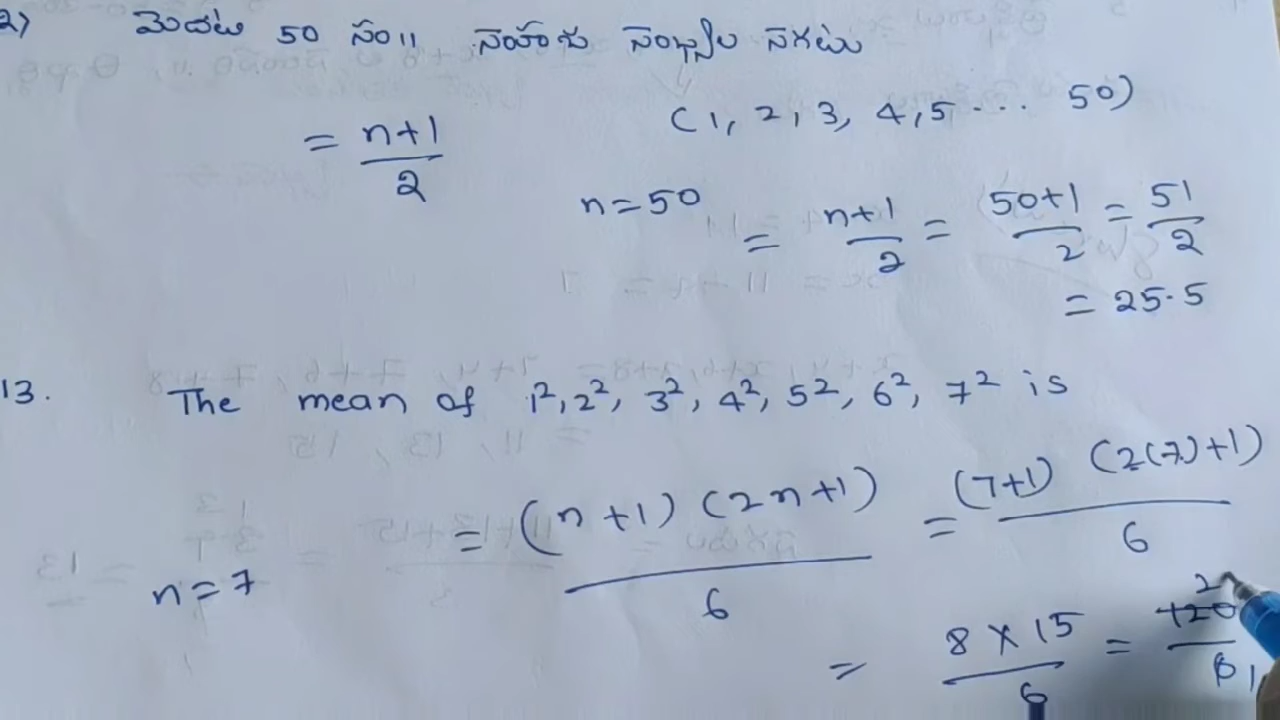 2) మొదటి 50 సం॥ సహజ సంఖ్యల సగటు
(1, 2, 3, 4, 5 ... 50)
= n+1/2
n=50 = n+1/2 = 50+1/2 = 51/2
= 25.5
13. The mean of 1², 2², 3², 4², 5², 6², 7² is
= (n+1) (2n+1)/6 = (7+1) (2(7)+1)/6
n=7
= 8×15/6 = 120/6
2
1